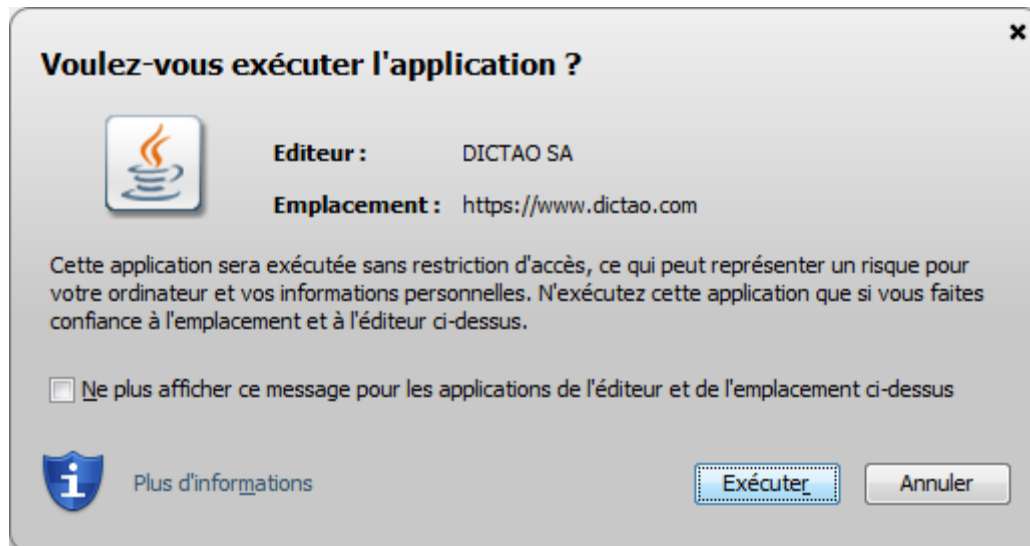 Voulez-vous exécuter l'application ?
Editeur : DICTAO SA
Emplacement : https://www.dictao.com
Cette application sera exécutée sans restriction d'accès, ce qui peut représenter un risque pour
votre ordinateur et vos informations personnelles. N'exécutez cette application que si vous faites
confiance à l'emplacement et à l'éditeur ci-dessus.
Ne plus afficher ce message pour les applications de l'éditeur et de l'emplacement ci-dessus
Plus d'informations Exécuter Annuler